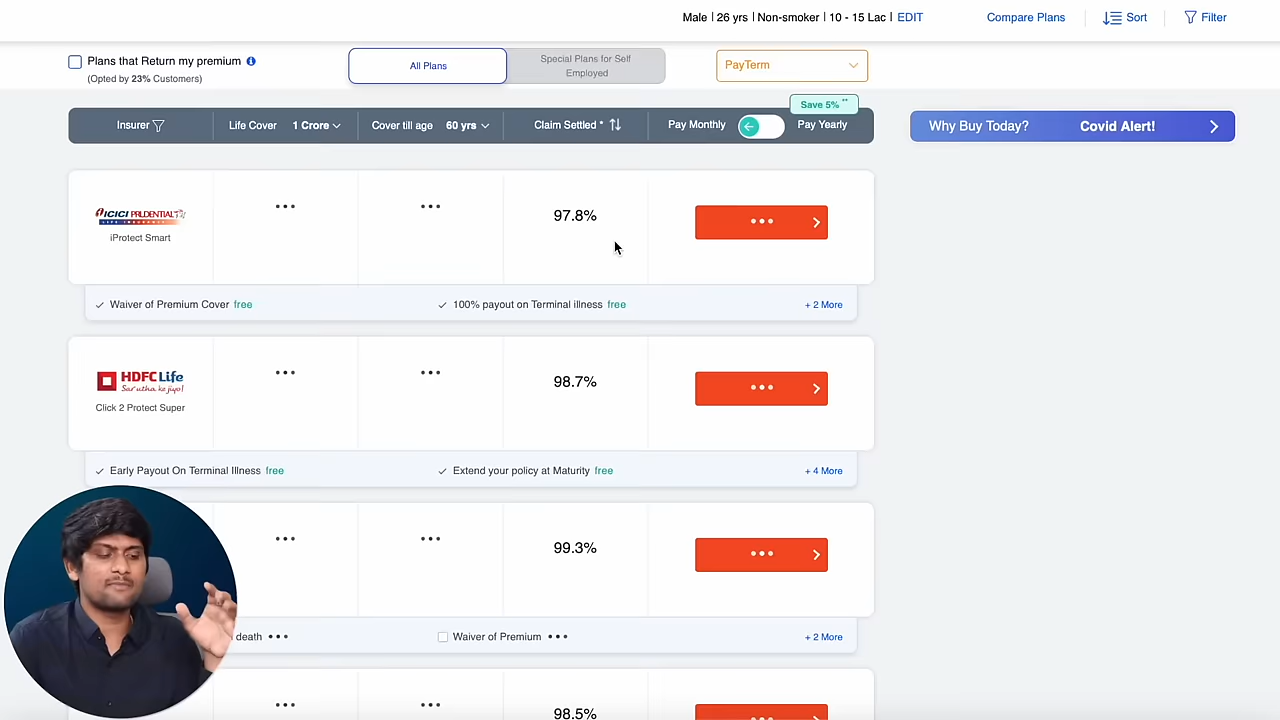 Male | 26 yrs | Non-smoker | 10 - 15 Lac | EDIT
Compare Plans
Sort
Filter
Plans that Return my premium
(Opted by 23% Customers)
All Plans
Special Plans for Self
Employed
PayTerm
Save 5% **
Insurer
Life Cover 1 Crore
Cover till age 60 yrs
Claim Settled *
Pay Monthly
Pay Yearly
Why Buy Today?
Covid Alert!
ICICI PRUDENTIAL
LIFE INSURANCE
iProtect Smart
•••
•••
97.8%
•••
Waiver of Premium Cover free
100% payout on Terminal illness free
+ 2 More
HDFC Life
Sar utha ke jiyo!
Click 2 Protect Super
•••
•••
98.7%
•••
Early Payout On Terminal Illness free
Extend your policy at Maturity free
+ 4 More
•••
•••
99.3%
•••
death •••
Waiver of Premium •••
+ 2 More
•••
•••
98.5%
•••